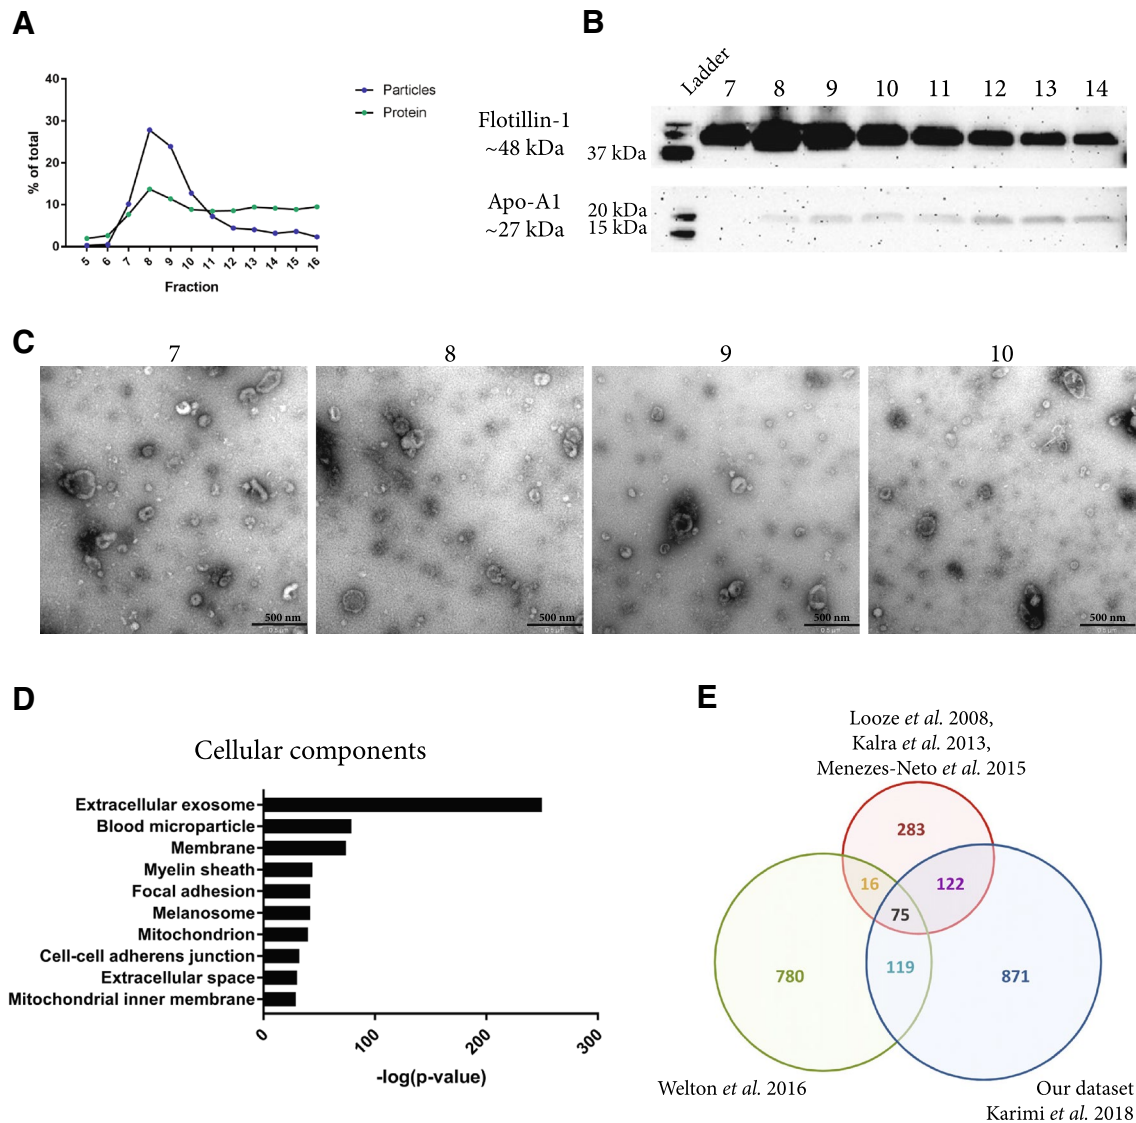 A
40
30
20
10
0
% of total
5 6 7 8 9 10 11 12 13 14 15 16
Fraction
Particles
Protein
B
Ladder 7 8 9 10 11 12 13 14
Flotillin-1
~48 kDa
37 kDa
Apo-A1
~27 kDa
20 kDa
15 kDa
C
7 8 9 10
500 nm 500 nm 500 nm 500 nm
D
Cellular components
Extracellular exosome
Blood microparticle
Membrane
Myelin sheath
Focal adhesion
Melanosome
Mitochondrion
Cell-cell adherens junction
Extracellular space
Mitochondrial inner membrane
0 100 200 300
-log(p-value)
E
Looze et al. 2008,
Kalra et al. 2013,
Menezes-Neto et al. 2015
283
16 122
75
780 119 871
Welton et al. 2016
Our dataset
Karimi et al. 2018